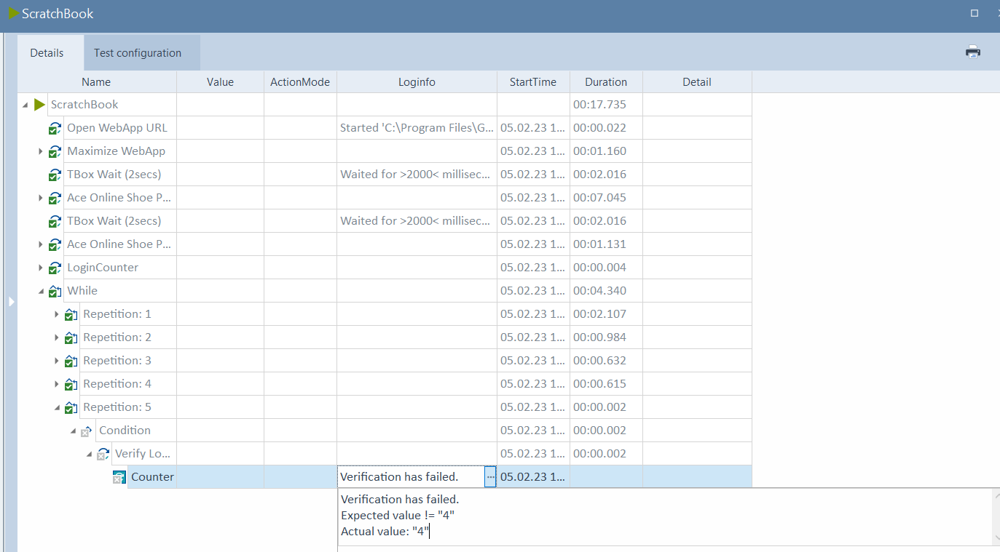 ScratchBook
Details Test configuration
Name Value ActionMode Loginfo StartTime Duration Detail
ScratchBook 00:17.735
Open WebApp URL Started 'C:\Program Files\G... 05.02.23 1... 00:00.022
Maximize WebApp 05.02.23 1... 00:01.160
TBox Wait (2secs) Waited for >2000< millisec... 05.02.23 1... 00:02.016
Ace Online Shoe P... 05.02.23 1... 00:07.045
TBox Wait (2secs) Waited for >2000< millisec... 05.02.23 1... 00:02.016
Ace Online Shoe P... 05.02.23 1... 00:01.131
LoginCounter 05.02.23 1... 00:00.004
While 05.02.23 1... 00:04.340
Repetition: 1 05.02.23 1... 00:02.107
Repetition: 2 05.02.23 1... 00:00.984
Repetition: 3 05.02.23 1... 00:00.632
Repetition: 4 05.02.23 1... 00:00.615
Repetition: 5 05.02.23 1... 00:00.002
Condition 05.02.23 1... 00:00.002
Verify Lo... 05.02.23 1... 00:00.002
Counter Verification has failed. ... 05.02.23 1...
Verification has failed.
Expected value != "4"
Actual value: "4"